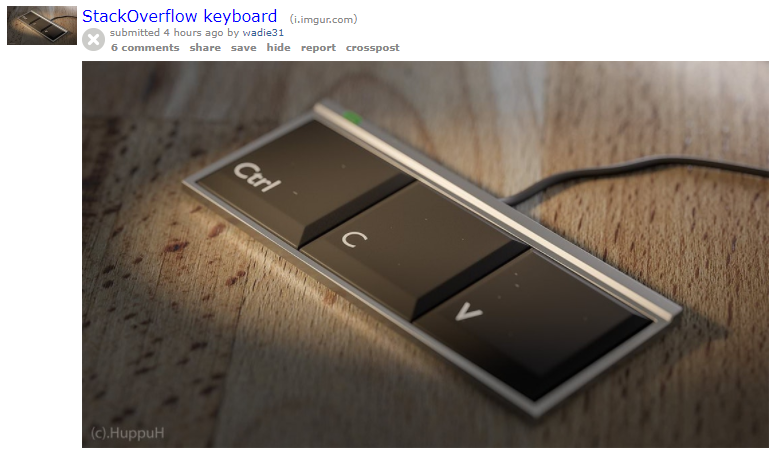 StackOverflow keyboard (i.imgur.com)
submitted 4 hours ago by wadie31
6 comments share save hide report crosspost
Ctrl
C
V
(c).HuppuH